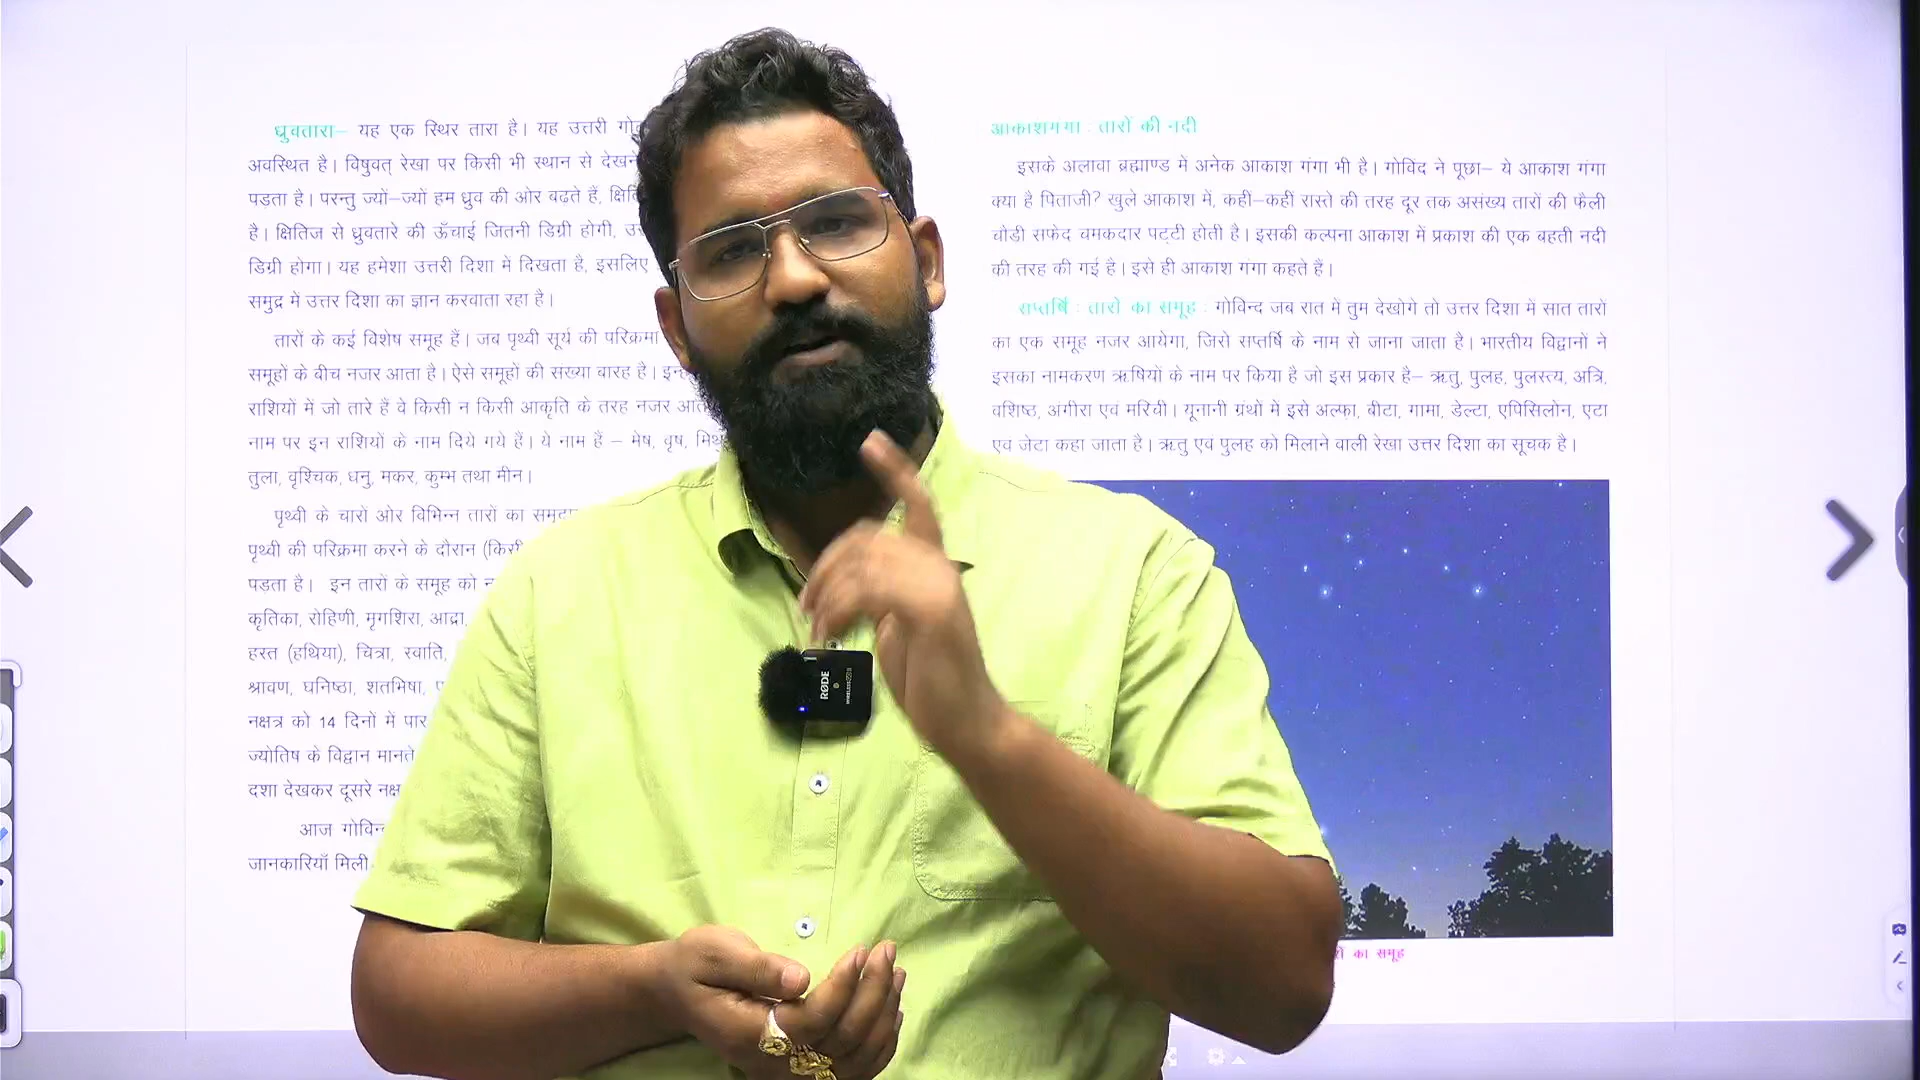 ध्रुवतारा– यह एक स्थिर तारा है। यह उत्तरी
अवस्थित है। विषुवत् रेखा पर किसी भी स्थान से देखने
पड़ता है। परन्तु ज्यों–ज्यों हम ध्रुव की ओर बढते हैं,
है। क्षितिज से ध्रुवतारे की ऊँचाई जितनी डिग्री होगी,
डिग्री होगा। यह हमेशा उत्तरी दिशा में दिखता है, इसलिए
समुद्र में उत्तर दिशा का ज्ञान करवाता रहा है।
तारों के कई विशेष समूह हैं। जब पृथ्वी सूर्य की परिक्रमा
समूहों के बीच नजर आता है। ऐसे समूहों की सख्या बारह है।
राशियों में जो तारे हैं वे किसी न किसी आकृति के तरह नजर
नाम पर इन राशियों के नाम दिये गये हैं। ये नाम हैं – मेष, वृष,
तुला, वृश्चिक, धनु, मकर, कुम्भ तथा मीन।
पृथ्वी के चारों ओर विभिन्न तारों का
पृथ्वी की परिक्रमा करने के दौरान
पड़ता है। इन तारों के समूह को
कृतिका, रोहिणी, मृगशिरा, आद्रा,
हस्त (हथिया), चित्रा, स्वाति,
श्रावण, घनिष्ठा, शतभिषा,
नक्षत्र को 14 दिनों में पार
ज्योतिष के विद्वान मानते
दशा देखकर दूसरे
आज
जानकारियाँ मिली
आकाशगंगा : तारों की नदी
इसके अलावा ब्रह्माण्ड में अनेक आकाश गंगा भी है। गोविंद ने पूछा– ये आकाश गंगा
क्या है पिताजी? खुले आकाश में, कहीं–कहीं रास्ते की तरह दूर तक असंख्य तारों की फैली
चौडी सफेद चमकदार पट्टी होती है। इसकी कल्पना आकाश में प्रकाश की एक बहती नदी
की तरह की गई है। इसे ही आकाश गंगा कहते हैं।
सप्तर्षि : तारों का समूह : गोविन्द जब रात में तुम देखोगे तो उत्तर दिशा में सात तारों
का एक समूह नजर आयेगा, जिसे सप्तर्षि के नाम से जाना जाता है। भारतीय विद्वानों ने
इसका नामकरण ऋषियों के नाम पर किया है जो इस प्रकार है– ऋतु, पुलह, पुलस्त्य, अत्रि,
वशिष्ठ, अंगीरा एवं मरिची। यूनानी ग्रंथों में इसे अल्फा, बीटा, गामा, डेल्टा, एपिसिलोन, एटा
एवं जेटा कहा जाता है। ऋतु एवं पुलह को मिलाने वाली रेखा उत्तर दिशा का सूचक है।
का समूह
RØDE